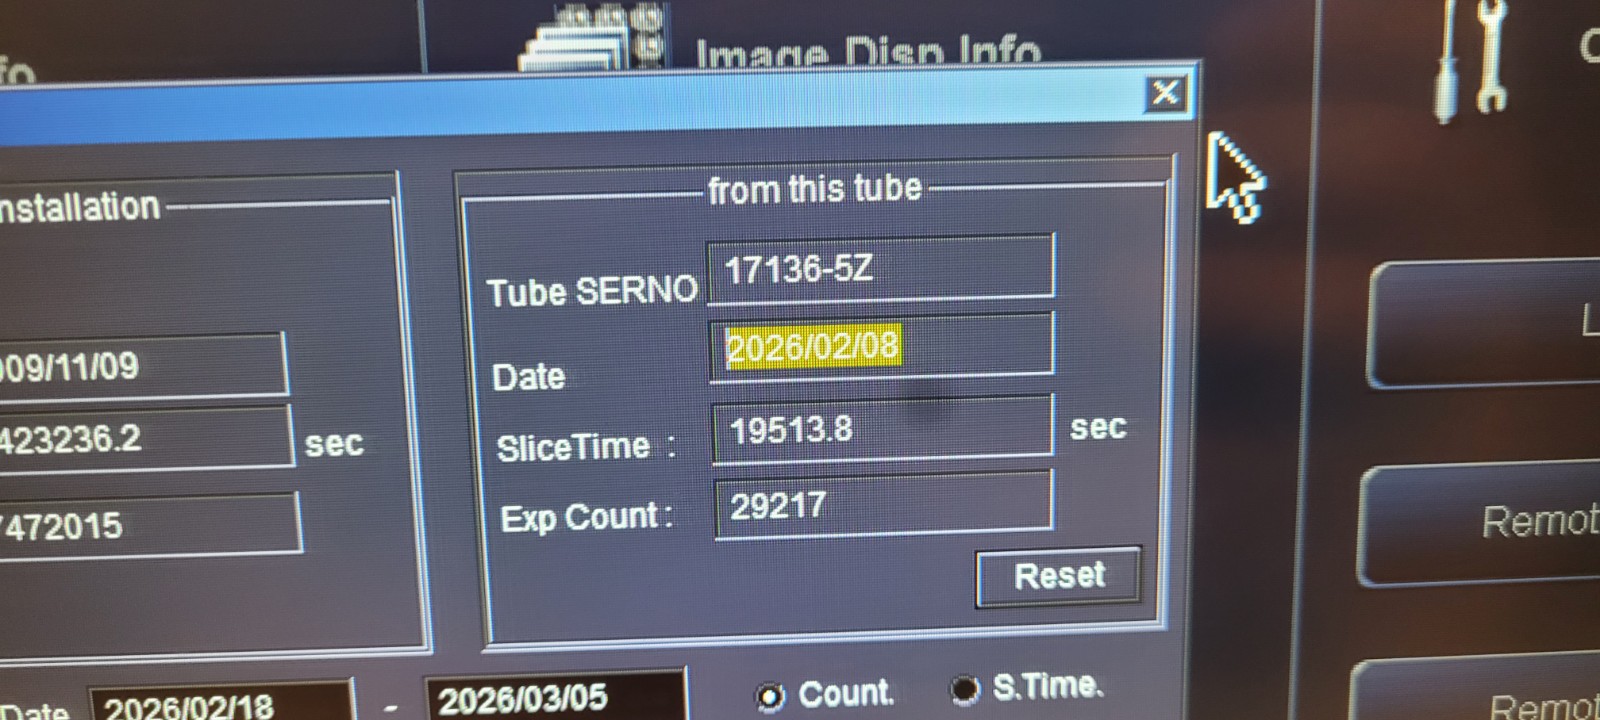 Image Disp Info
from this tube
Tube SERNO 17136-5Z
Date 2026/02/08
SliceTime : 19513.8 sec
Exp Count : 29217
Reset
nstallation
09/11/09
423236.2 sec
472015
Date 2026/02/18 - 2026/03/05 Count. S.Time.
Remot
Remot